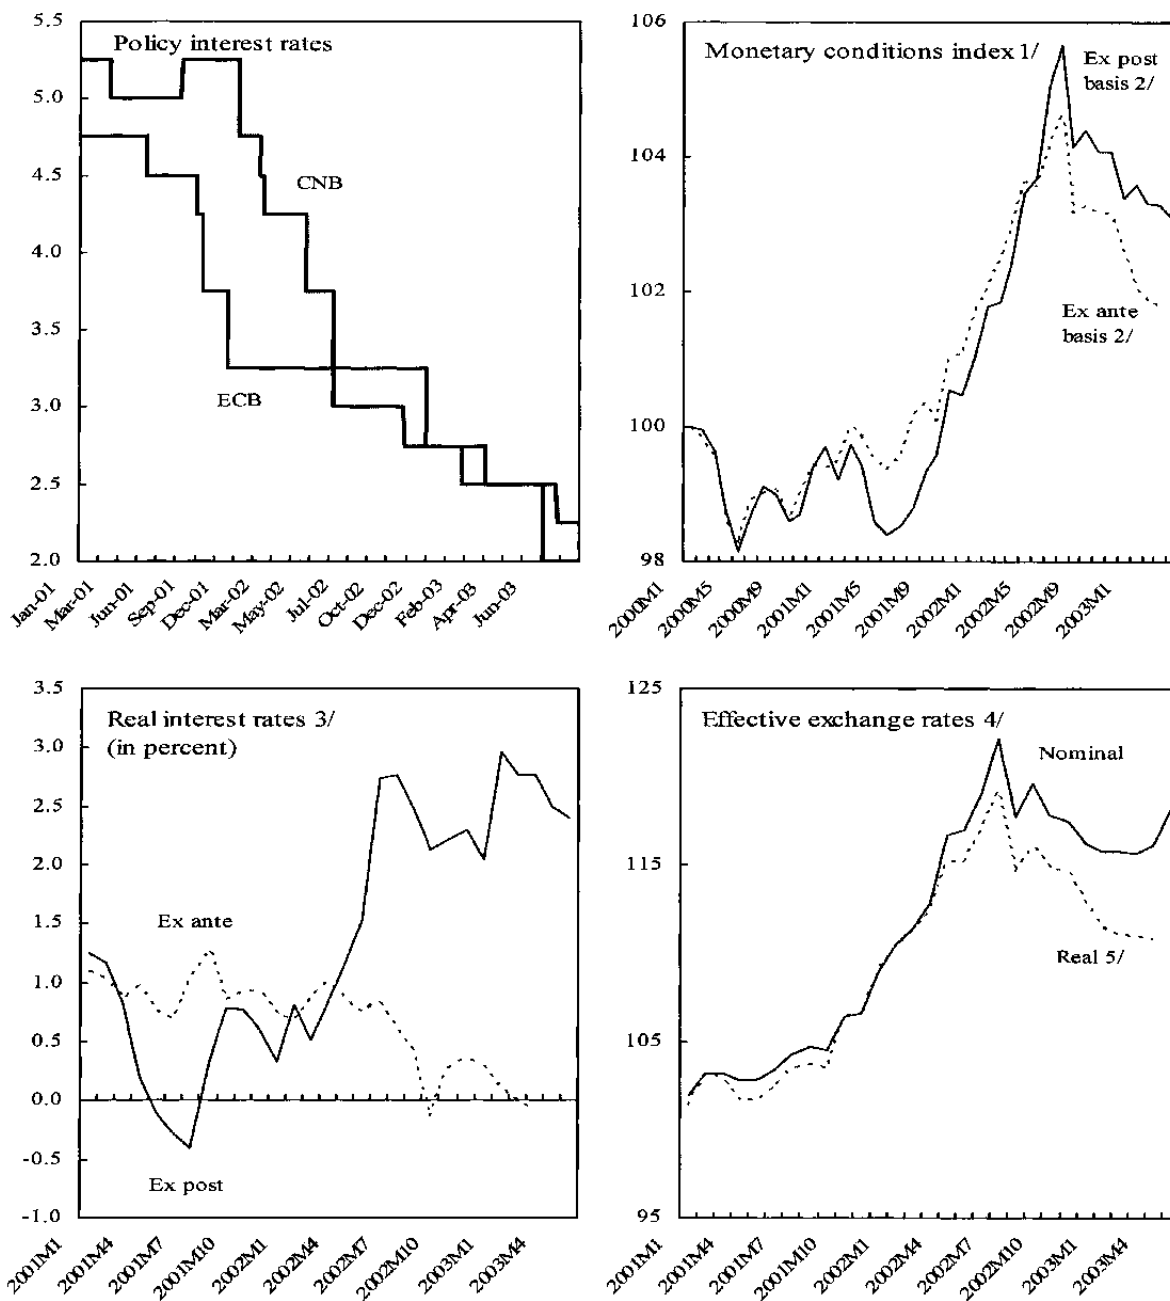 Policy interest rates
5.5
5.0
4.5
4.0
3.5
3.0
2.5
2.0
CNB
ECB
Jan-01
Mar-01
Jun-01
Sep-01
Dec-01
Mar-02
May-02
Jul-02
Oct-02
Dec-02
Feb-03
Apr-03
Jun-03
Monetary conditions index 1/
106
104
102
100
98
Ex post
basis 2/
Ex ante
basis 2/
2000M1
2000M5
2000M9
2001M1
2001M5
2001M9
2002M1
2002M5
2002M9
2003M1
Real interest rates 3/
(in percent)
3.5
3.0
2.5
2.0
1.5
1.0
0.5
0.0
-0.5
-1.0
Ex ante
Ex post
2001M1
2001M4
2001M7
2001M10
2002M1
2002M4
2002M7
2002M10
2003M1
2003M4
Effective exchange rates 4/
125
115
105
95
Nominal
Real 5/
2001M1
2001M4
2001M7
2001M10
2002M1
2002M4
2002M7
2002M10
2003M1
2003M4